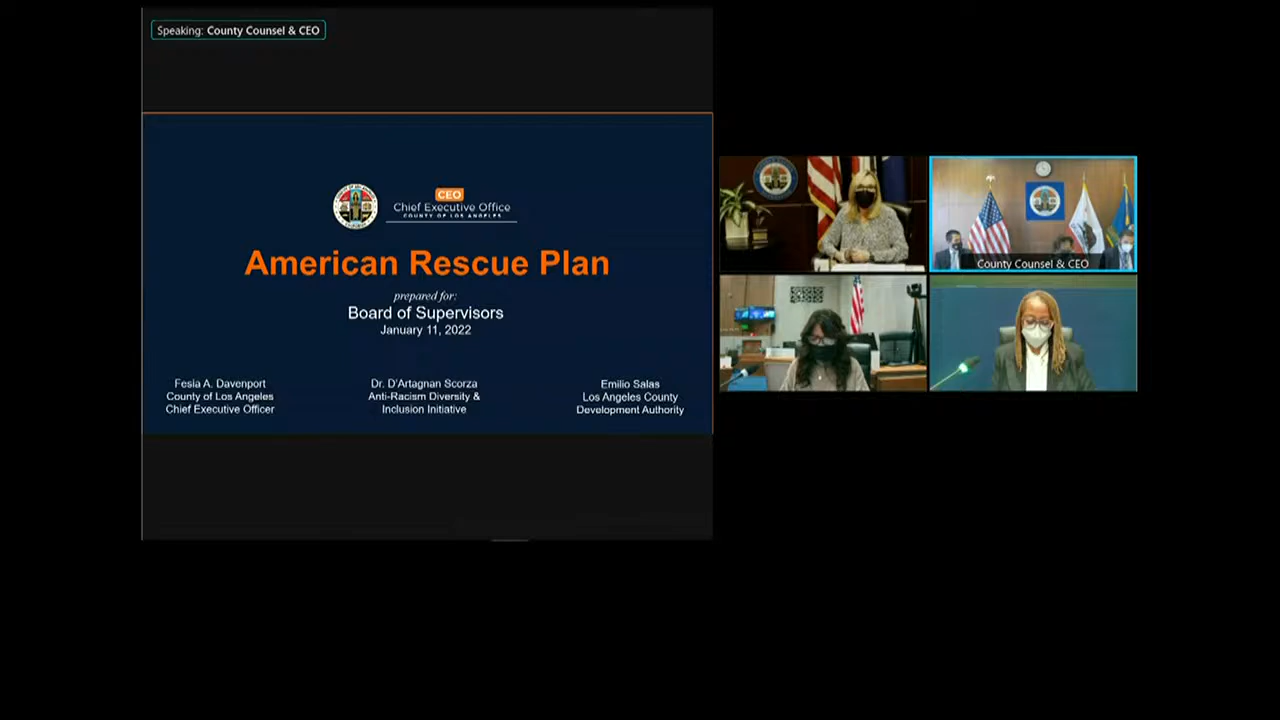 Speaking: County Counsel & CEO
CEO
Chief Executive Office
COUNTY OF LOS ANGELES
American Rescue Plan
prepared for:
Board of Supervisors
January 11, 2022
Fesia A. Davenport
County of Los Angeles
Chief Executive Officer
Dr. D'Artagnan Scorza
Anti-Racism Diversity &
Inclusion Initiative
Emilio Salas
Los Angeles County
Development Authority
County Counsel & CEO